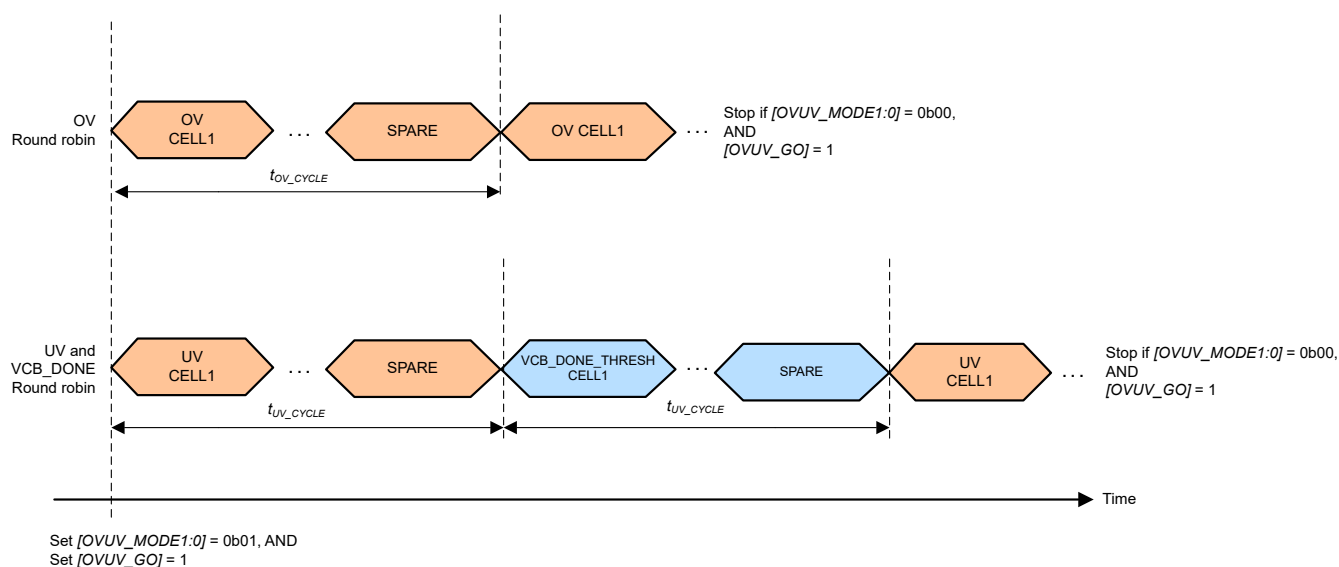 OV
Round robin
OV
CELL1
. . .
SPARE
OV CELL1
. . .
Stop if [OVUV_MODE1:0] = 0b00,
AND
[OVUV_GO] = 1
tOV_CYCLE
UV and
VCB_DONE
Round robin
UV
CELL1
. . .
SPARE
VCB_DONE_THRESH
CELL1
. . .
SPARE
UV
CELL1
. . .
Stop if [OVUV_MODE1:0] = 0b00,
AND
[OVUV_GO] = 1
tUV_CYCLE
tUV_CYCLE
Time
Set [OVUV_MODE1:0] = 0b01, AND
Set [OVUV_GO] = 1